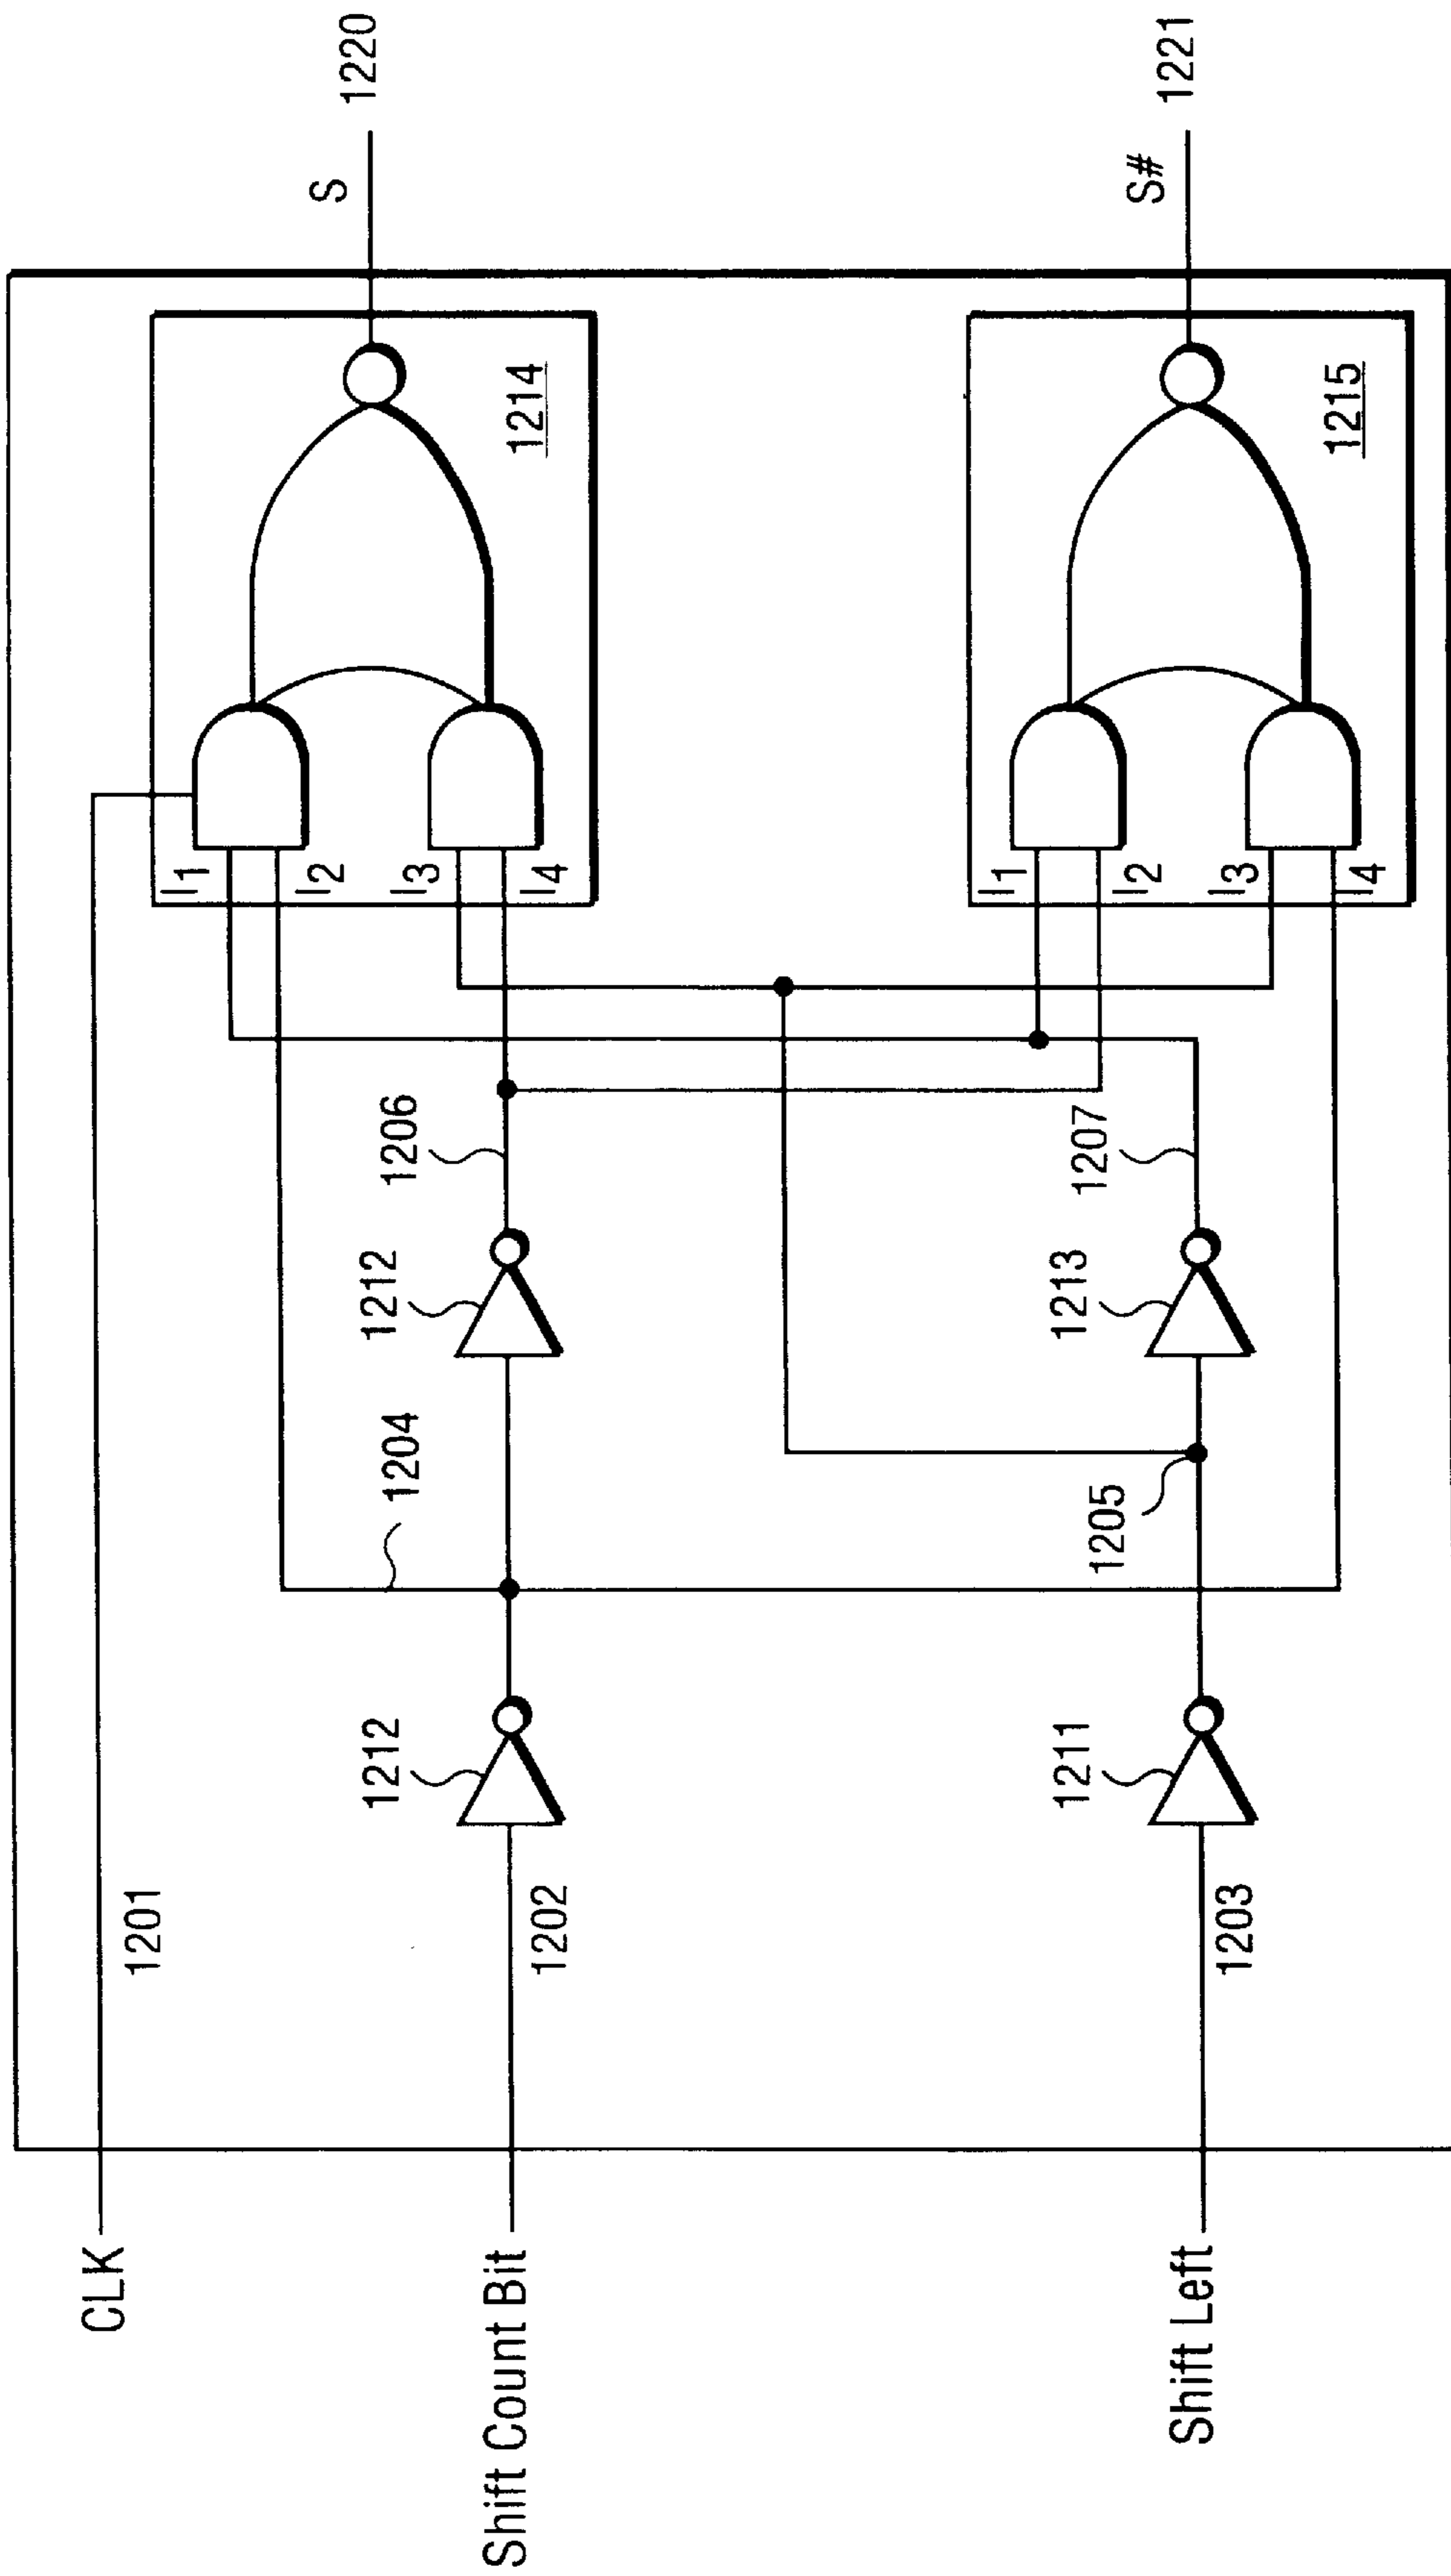 CLK
1201
Shift Count Bit
1202
1212
1204
1212
1206
Shift Left
1203
1211
1205
1213
1207
I1
I2
I3
I4
1214
S
1220
I1
I2
I3
I4
1215
S#
1221